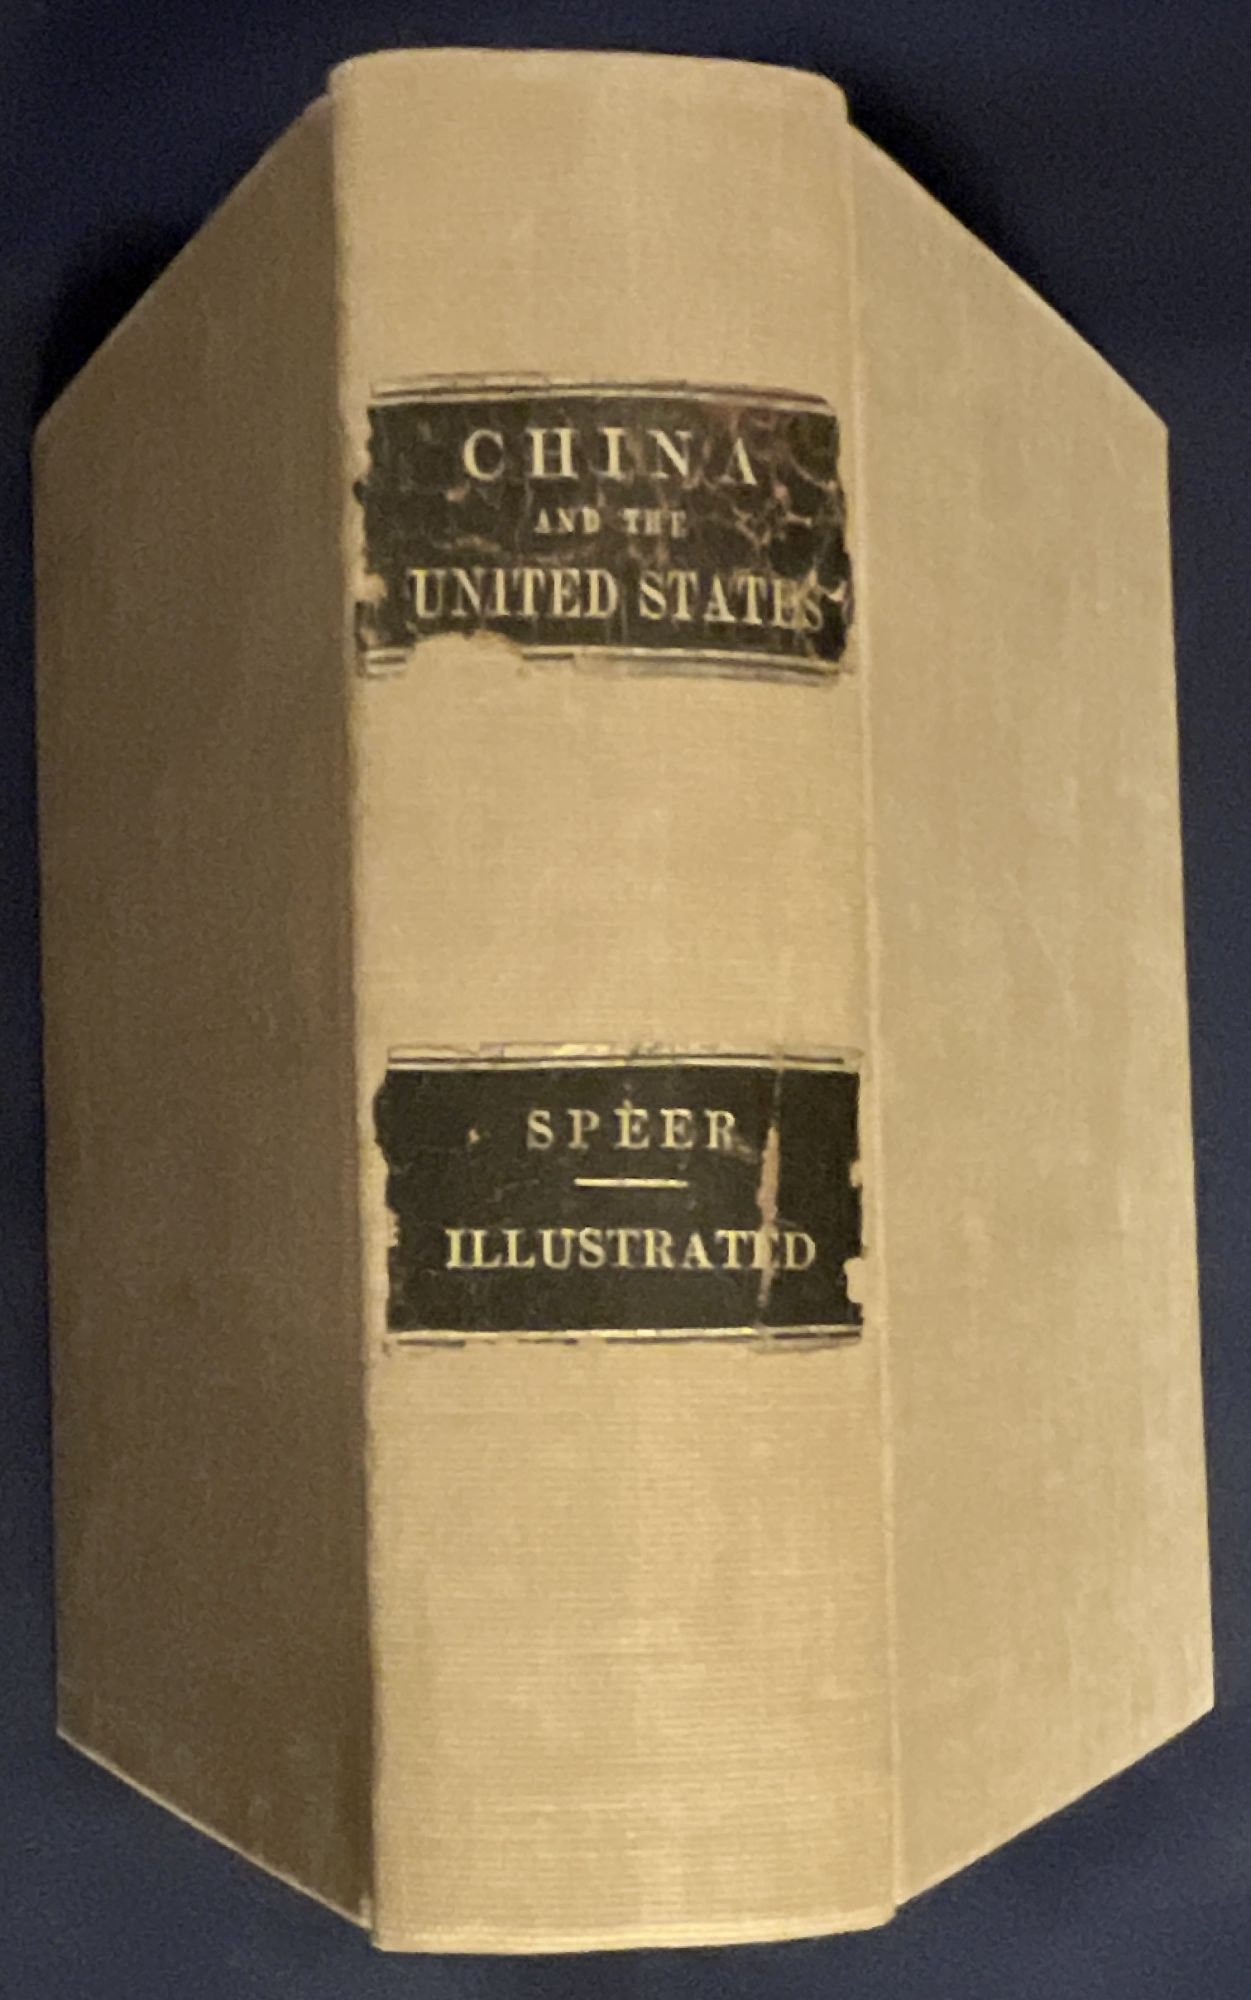 CHINA
AND THE
UNITED STATES
SPEER
ILLUSTRATED